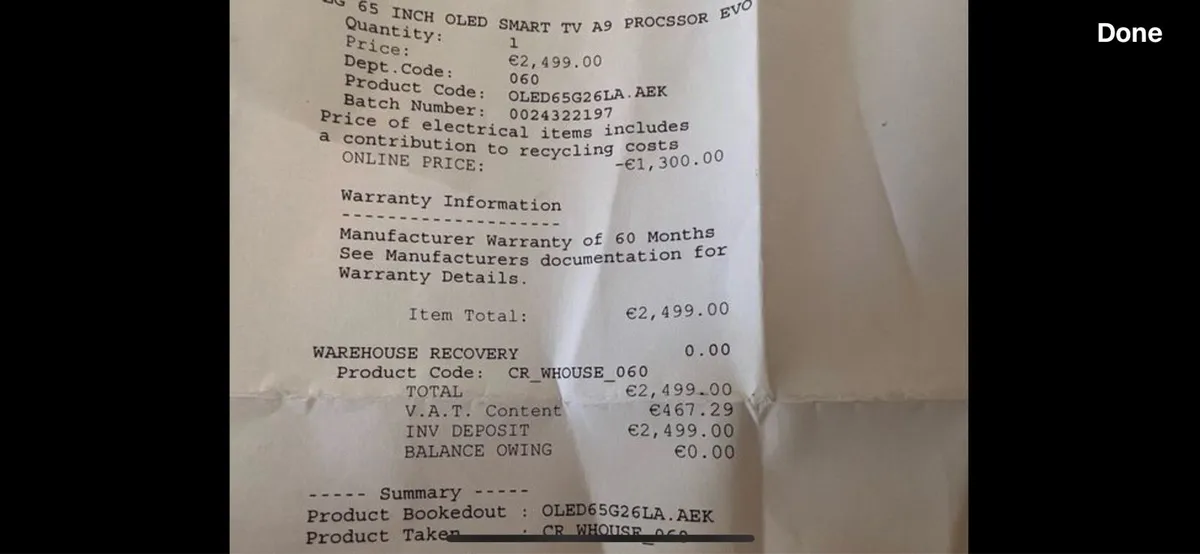 65 INCH OLED SMART TV A9 PROCSSOR EVO
Quantity: 1
Price: €2,499.00
Dept.Code: 060
Product Code: OLED65G26LA.AEK
Batch Number: 0024322197
Price of electrical items includes
a contribution to recycling costs
ONLINE PRICE: -€1,300.00
Warranty Information
--------------------
Manufacturer Warranty of 60 Months
See Manufacturers documentation for
Warranty Details.
Item Total: €2,499.00
WAREHOUSE RECOVERY 0.00
Product Code: CR_WHOUSE_060
TOTAL €2,499.00
V.A.T. Content €467.29
INV DEPOSIT €2,499.00
BALANCE OWING €0.00
----- Summary -----
Product Bookedout : OLED65G26LA.AEK
Product Taken : CR_WHOUSE_060
Done